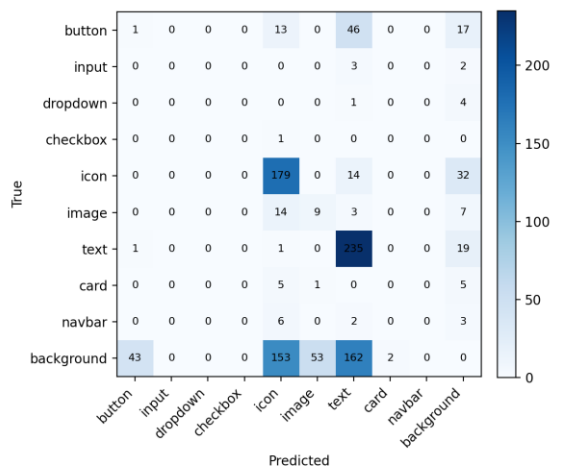 button 1 0 0 0 13 0 46 0 0 17
input 0 0 0 0 0 0 3 0 0 2
dropdown 0 0 0 0 0 0 1 0 0 4
checkbox 0 0 0 0 1 0 0 0 0 0
icon 0 0 0 0 179 0 14 0 0 32
image 0 0 0 0 14 9 3 0 0 7
text 1 0 0 0 1 0 235 0 0 19
card 0 0 0 0 5 1 0 0 0 5
navbar 0 0 0 0 6 0 2 0 0 3
background 43 0 0 0 153 53 162 2 0 0
button input dropdown checkbox icon image text card navbar background
Predicted
True
200
150
100
50
0